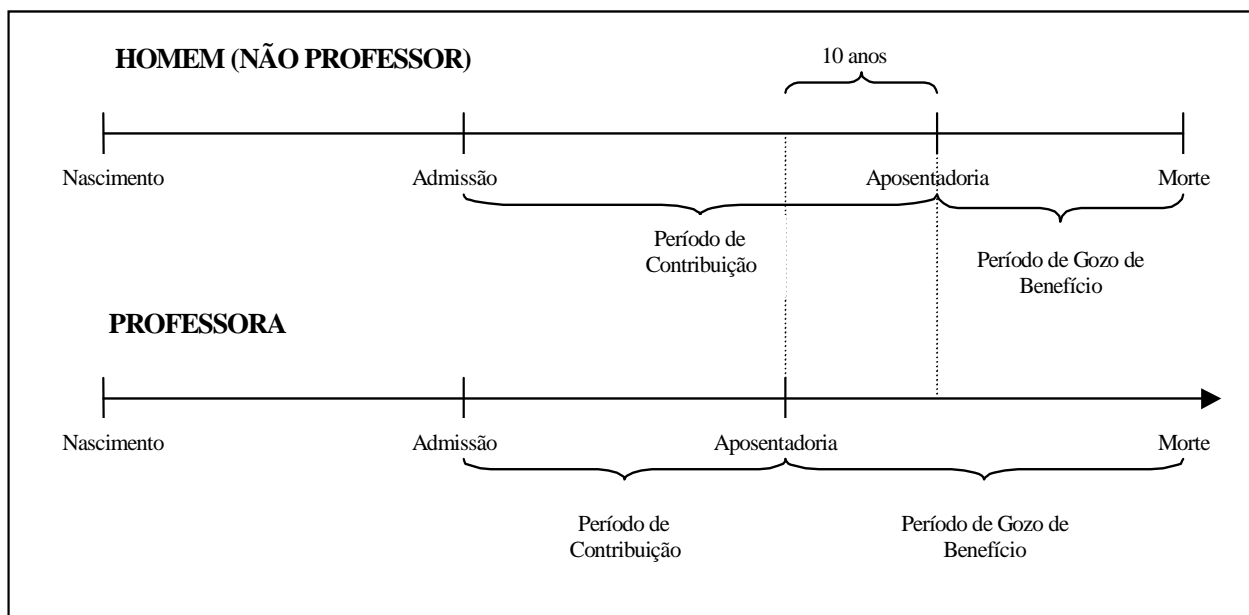 HOMEM (NÃO PROFESSOR)
10 anos
Nascimento
Admissão
Aposentadoria
Morte
Período de
Contribuição
Período de Gozo de
Benefício
PROFESSORA
Nascimento
Admissão
Aposentadoria
Morte
Período de
Contribuição
Período de Gozo de
Benefício